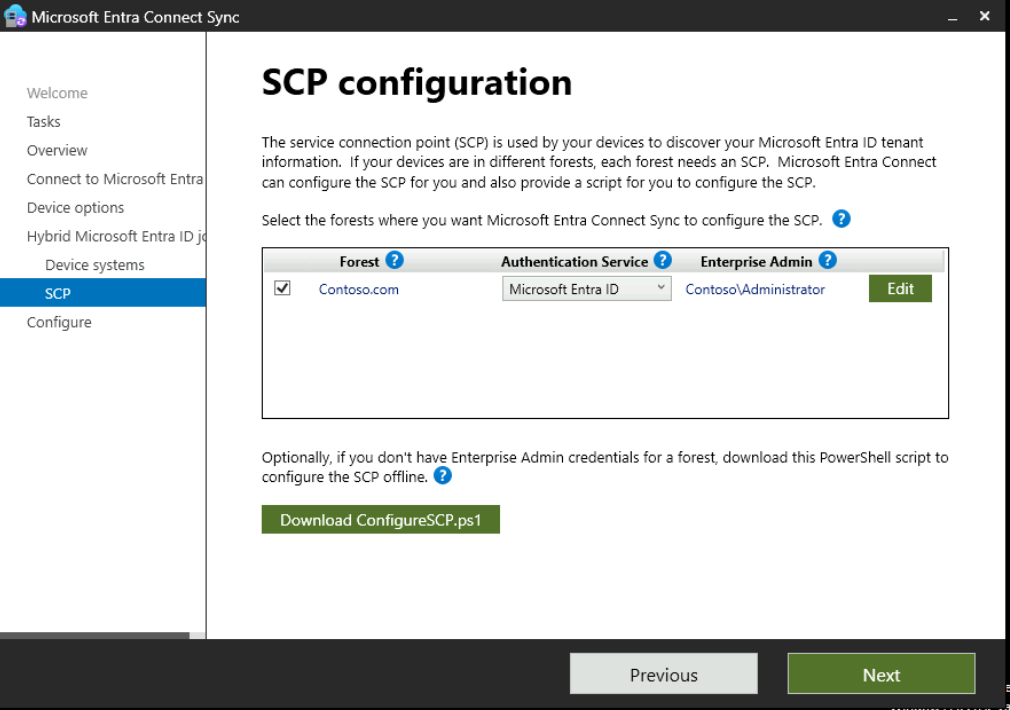 Microsoft Entra Connect Sync
Welcome
Tasks
Overview
Connect to Microsoft Entra
Device options
Hybrid Microsoft Entra ID jo
Device systems
SCP
Configure
SCP configuration
The service connection point (SCP) is used by your devices to discover your Microsoft Entra ID tenant
information. If your devices are in different forests, each forest needs an SCP. Microsoft Entra Connect
can configure the SCP for you and also provide a script for you to configure the SCP.
Select the forests where you want Microsoft Entra Connect Sync to configure the SCP. ?
Forest ? Authentication Service ? Enterprise Admin ?
Contoso.com Microsoft Entra ID Contoso\Administrator Edit
Optionally, if you don't have Enterprise Admin credentials for a forest, download this PowerShell script to
configure the SCP offline. ?
Download ConfigureSCP.ps1
Previous Next